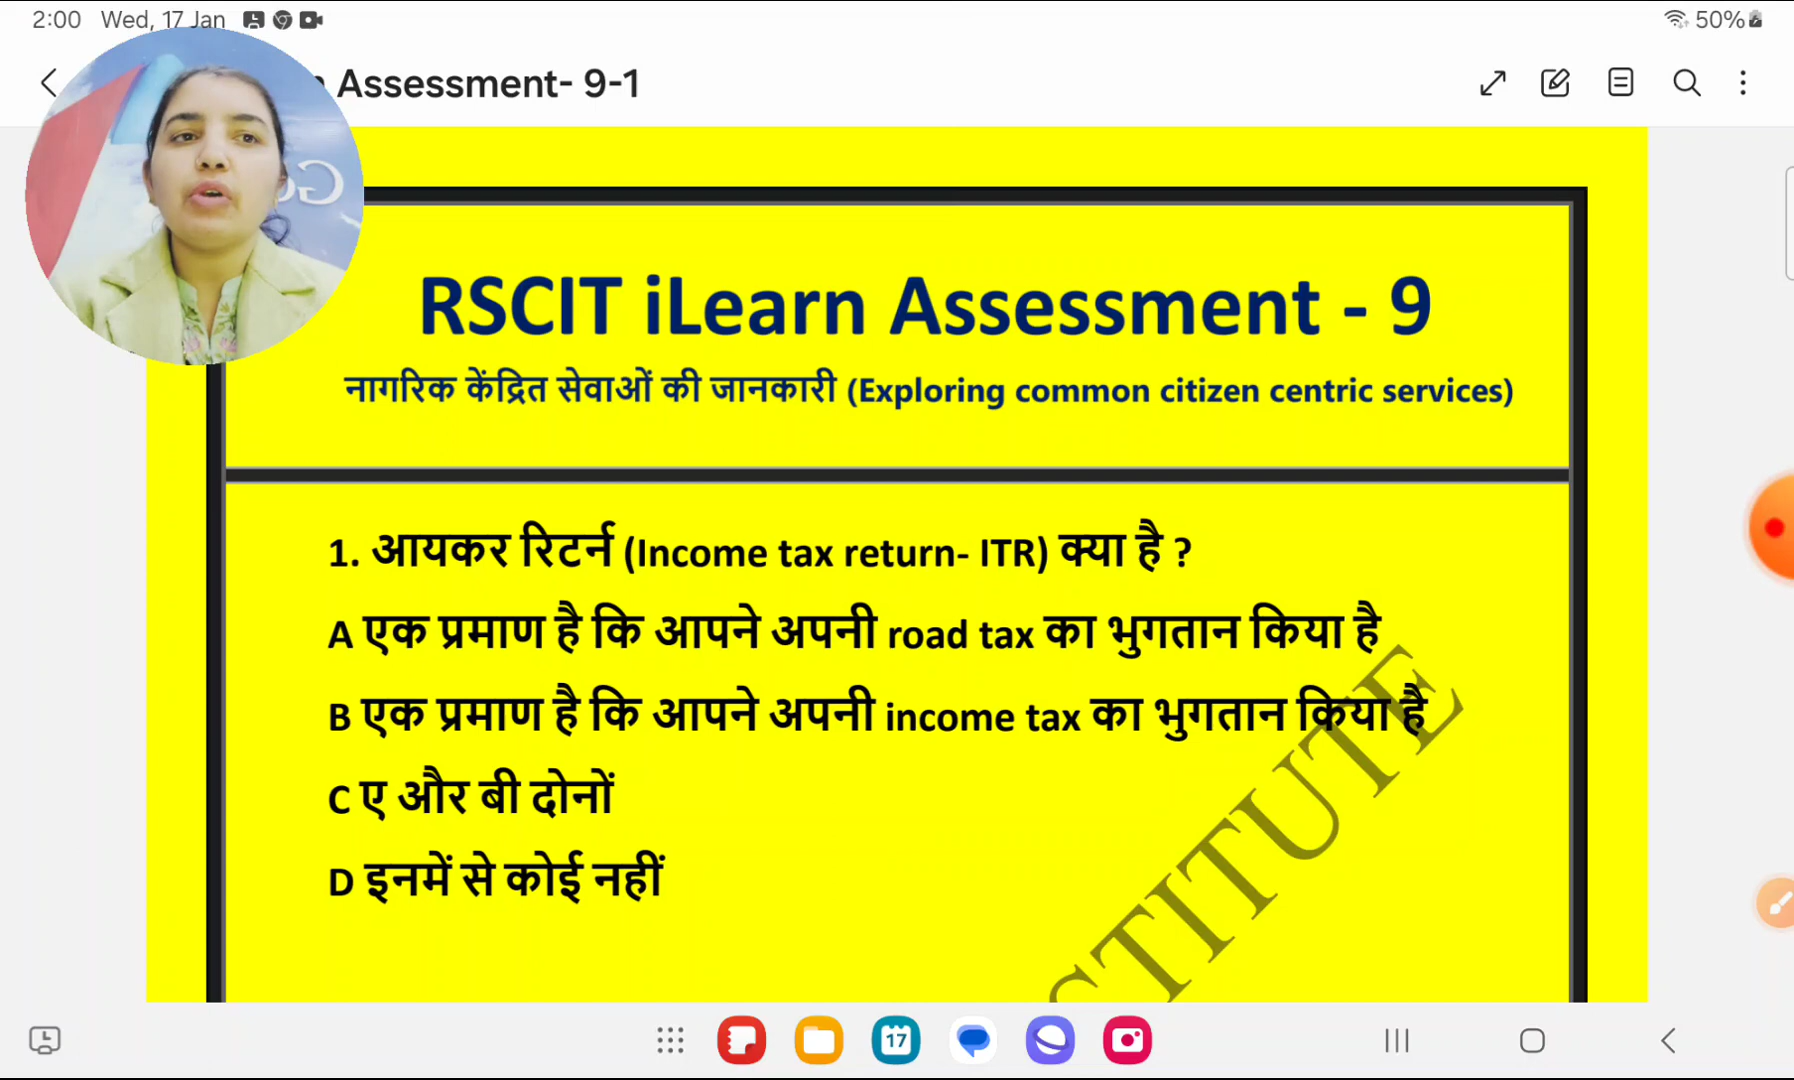 2:00 Wed, 17 Jan 50%
Assessment- 9-1
RSCIT iLearn Assessment - 9
नागरिक केंद्रित सेवाओं की जानकारी (Exploring common citizen centric services)
1. आयकर रिटर्न (Income tax return- ITR) क्या है ?
A एक प्रमाण है कि आपने अपनी road tax का भुगतान किया है
B एक प्रमाण है कि आपने अपनी income tax का भुगतान किया है
C ए और बी दोनों
D इनमें से कोई नहीं
STITUTE
17